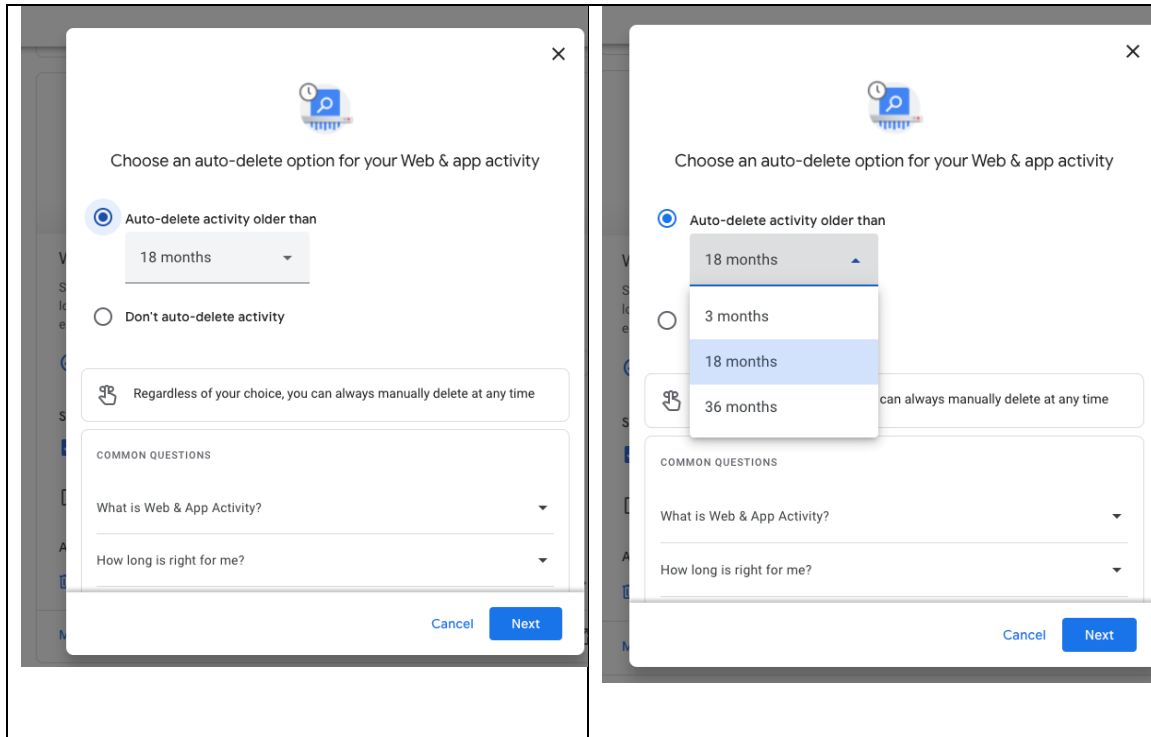 Choose an auto-delete option for your Web & app activity
Auto-delete activity older than
18 months
Don't auto-delete activity
Regardless of your choice, you can always manually delete at any time
COMMON QUESTIONS
What is Web & App Activity?
How long is right for me?
Cancel
Next
Choose an auto-delete option for your Web & app activity
Auto-delete activity older than
18 months
3 months
18 months
36 months
can always manually delete at any time
COMMON QUESTIONS
What is Web & App Activity?
How long is right for me?
Cancel
Next